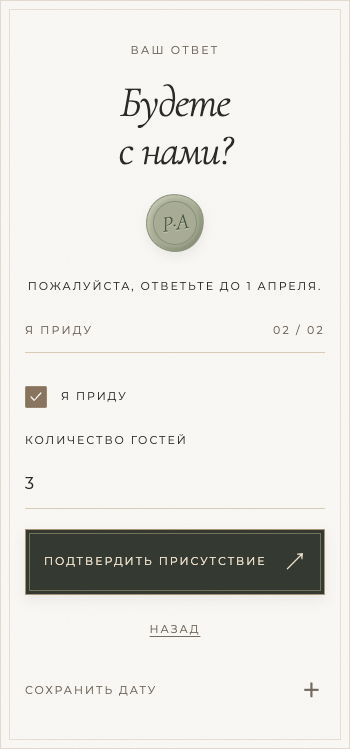 ВАШ ОТВЕТ
Будете
с нами?
P·A
ПОЖАЛУЙСТА, ОТВЕТЬТЕ ДО 1 АПРЕЛЯ.
Я ПРИДУ 02 / 02
Я ПРИДУ
КОЛИЧЕСТВО ГОСТЕЙ
3
ПОДТВЕРДИТЬ ПРИСУТСТВИЕ
НАЗАД
СОХРАНИТЬ ДАТУ